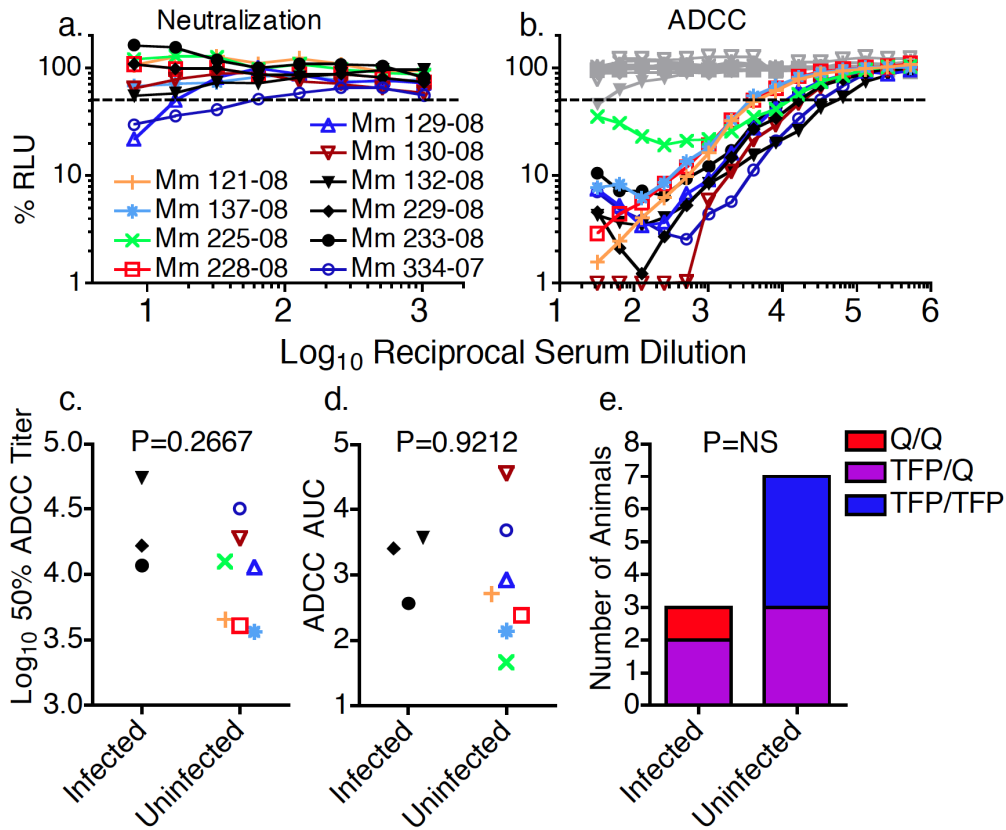 a. Neutralization
b. ADCC
% RLU
100
10
1
1 2 3
Mm 121-08
Mm 137-08
Mm 225-08
Mm 228-08
Mm 129-08
Mm 130-08
Mm 132-08
Mm 229-08
Mm 233-08
Mm 334-07
100
10
1
1 2 3 4 5 6
Log10 Reciprocal Serum Dilution
c.
P=0.2667
Log10 50% ADCC Titer
5.0
4.5
4.0
3.5
3.0
Infected
Uninfected
d.
P=0.9212
ADCC AUC
5
4
3
2
1
Infected
Uninfected
e.
P=NS
Number of Animals
8
7
6
5
4
3
2
1
0
Infected
Uninfected
Q/Q
TFP/Q
TFP/TFP